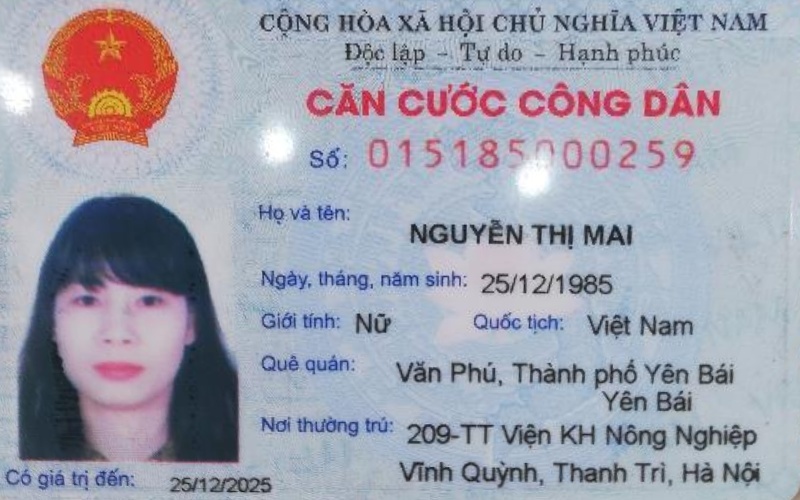 CỘNG HÒA XÃ HỘI CHỦ NGHĨA VIỆT NAM
Độc lập – Tự do – Hạnh phúc
CĂN CƯỚC CÔNG DÂN
Số: 015185000259
Họ và tên:
NGUYỄN THỊ MAI
Ngày, tháng, năm sinh: 25/12/1985
Giới tính: Nữ Quốc tịch: Việt Nam
Quê quán: Văn Phú, Thành phố Yên Bái
Yên Bái
Nơi thường trú: 209-TT Viện KH Nông Nghiệp
Vĩnh Quỳnh, Thanh Trì, Hà Nội
Có giá trị đến: 25/12/2025